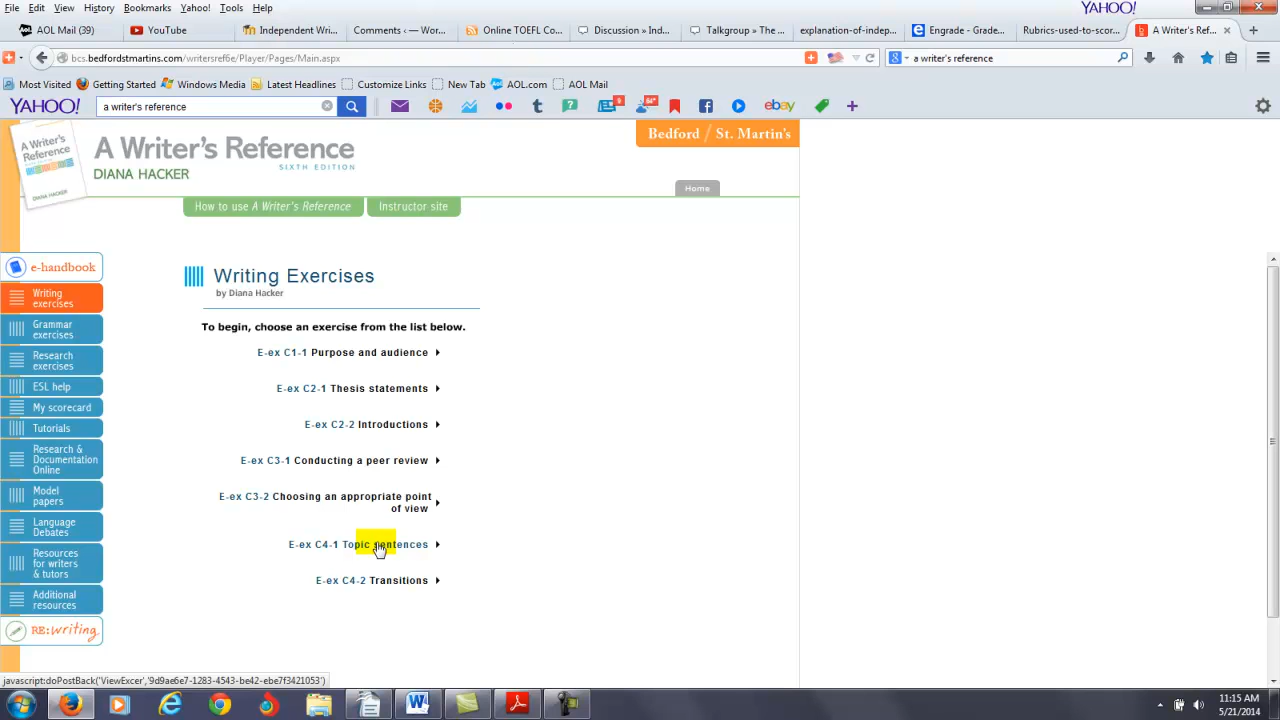 File Edit View History Bookmarks Yahoo! Tools Help
YAHOO!
AOL Mail (39)
YouTube
Independent Wri...
Comments ‹ — Wor...
Online TOEFL Co...
Discussion » Ind...
Talkgroup » The ...
explanation-of-indep...
Engrade - Grade...
Rubrics-used-to-scor...
A Writer's Ref...
bcs.bedfordstmartins.com/writersref6e/Player/Pages/Main.aspx
a writer's reference
Most Visited Getting Started Windows Media Latest Headlines Customize Links New Tab AOL.com AOL Mail
YAHOO! a writer's reference
9
64°
ebay
A Writer's Reference
DIANA HACKER
A Writer's Reference
SIXTH EDITION
DIANA HACKER
Bedford / St. Martin's
Home
How to use A Writer's Reference
Instructor site
e-handbook
Writing exercises
Grammar exercises
Research exercises
ESL help
My scorecard
Tutorials
Research & Documentation Online
Model papers
Language Debates
Resources for writers & tutors
Additional resources
RE:writing
Writing Exercises
by Diana Hacker
To begin, choose an exercise from the list below.
E-ex C1-1 Purpose and audience
E-ex C2-1 Thesis statements
E-ex C2-2 Introductions
E-ex C3-1 Conducting a peer review
E-ex C3-2 Choosing an appropriate point
of view
E-ex C4-1 Topic sentences
E-ex C4-2 Transitions
javascript:doPostBack('ViewExcer','9d9ae6e7-1283-4543-be42-ebe7f3421053')
11:15 AM
5/21/2014